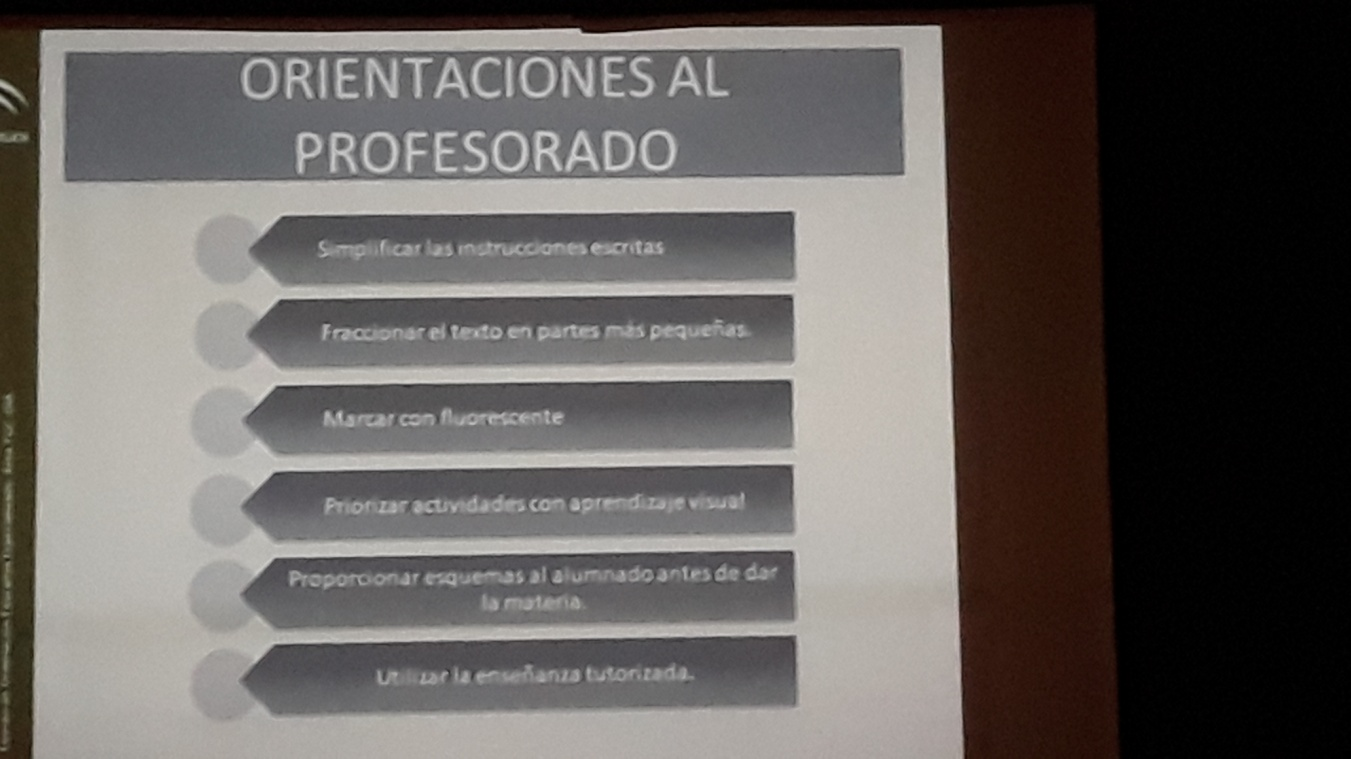 ORIENTACIONES AL
PROFESORADO
Simplificar las instrucciones escritas
Fraccionar el texto en partes más pequeñas.
Marcar con fluorescente
Priorizar actividades con aprendizaje visual
Proporcionar esquemas al alumnado antes de dar
la materia.
Utilizar la enseñanza tutorizada.